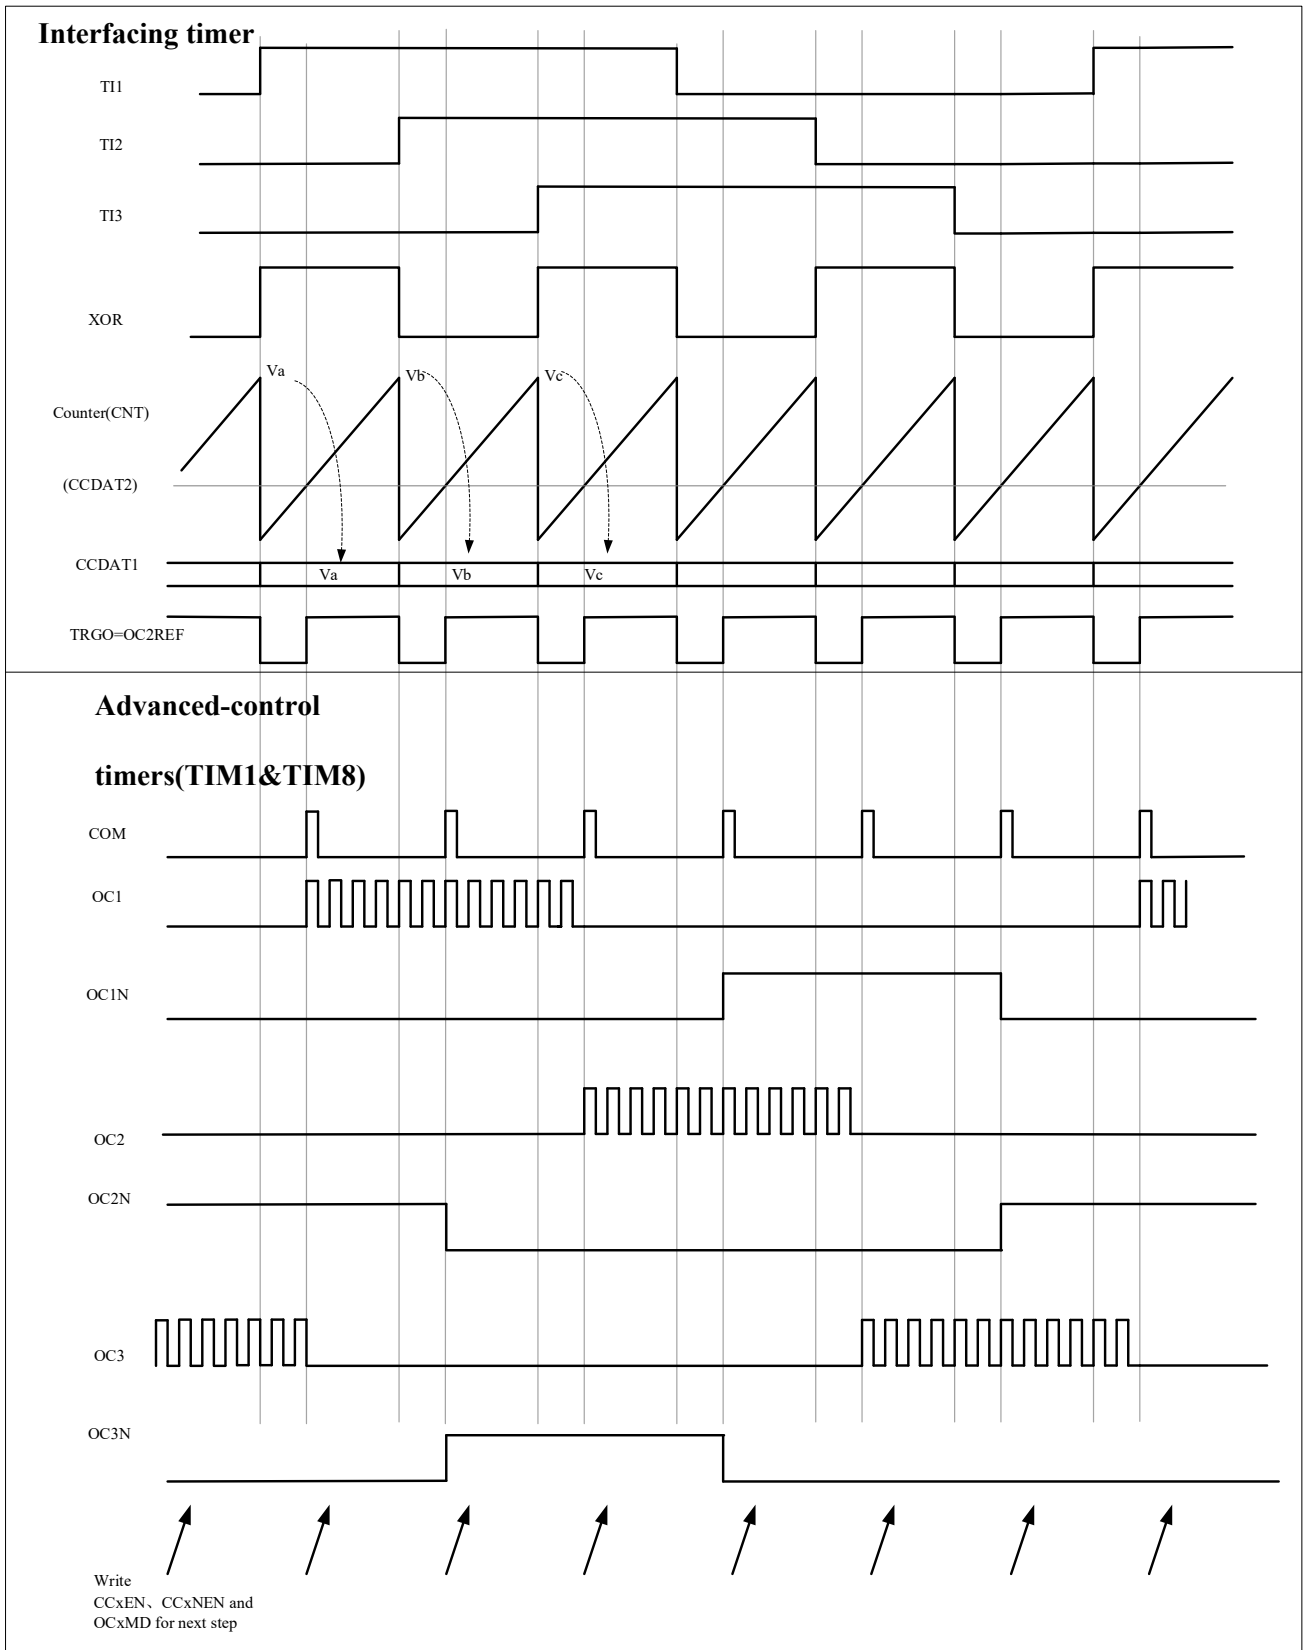 Interfacing timer
TI1
TI2
TI3
XOR
Va
Vb
Vc
Counter(CNT)
(CCDAT2)
CCDAT1
Va
Vb
Vc
TRGO=OC2REF
Advanced-control
timers(TIM1&TIM8)
COM
OC1
OC1N
OC2
OC2N
OC3
OC3N
Write
CCxEN、CCxNEN and
OCxMD for next step